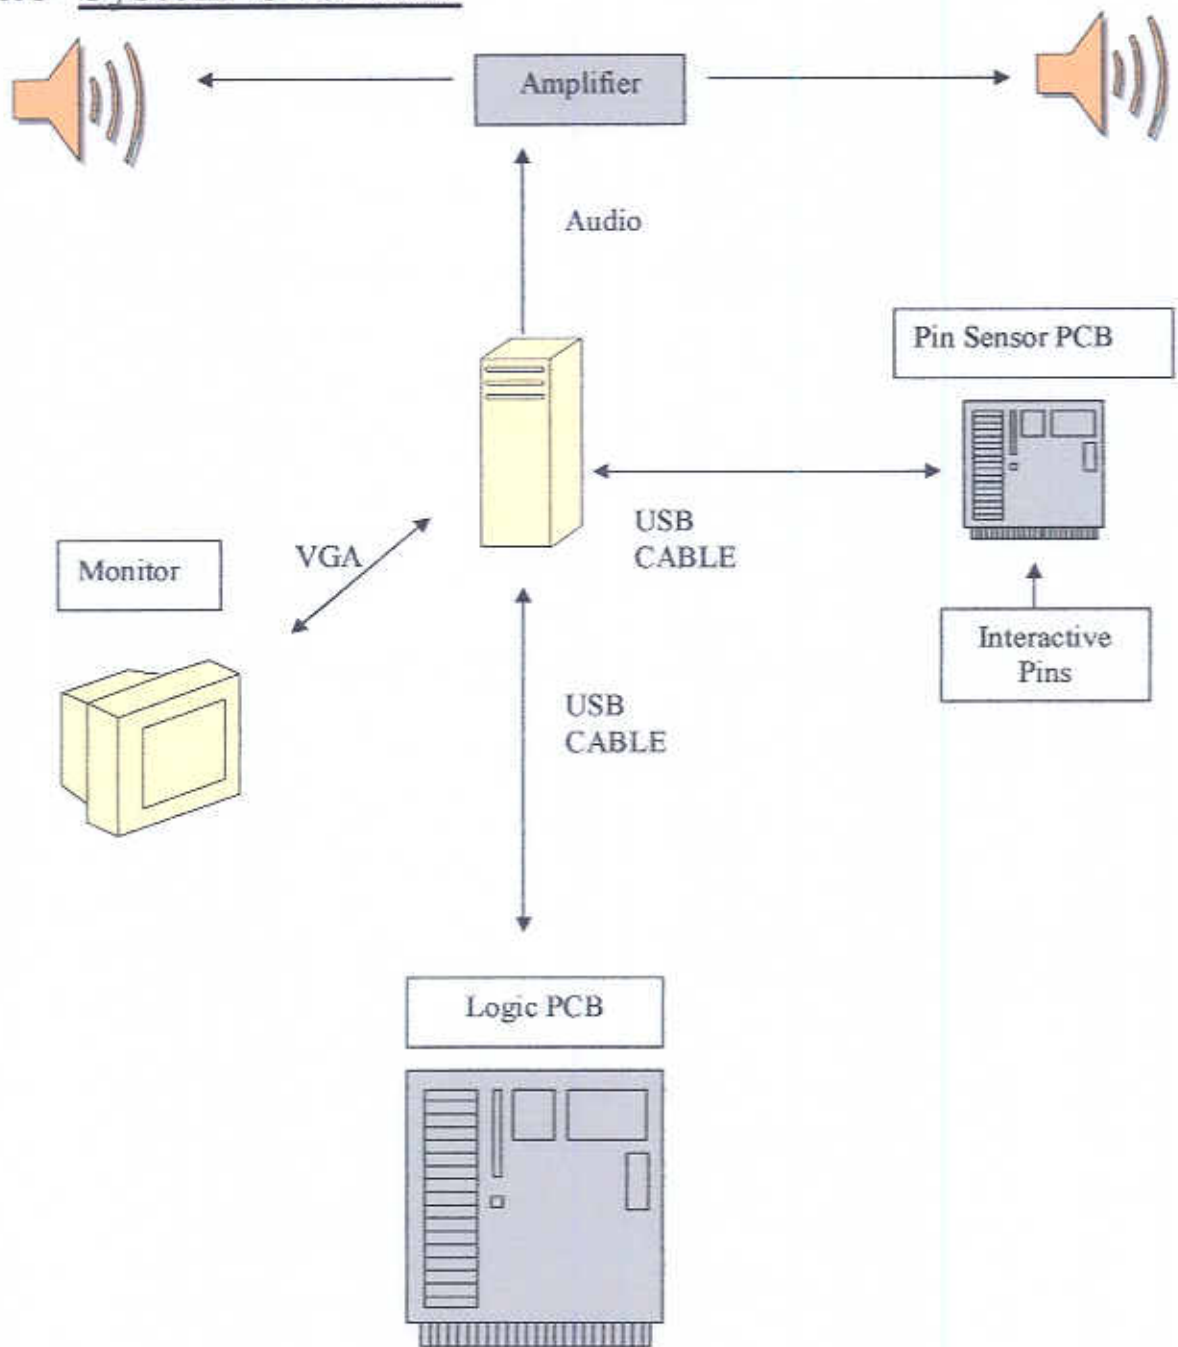 Amplifier
Audio
Pin Sensor PCB
USB
CABLE
VGA
Monitor
Interactive
Pins
USB
CABLE
Logic PCB